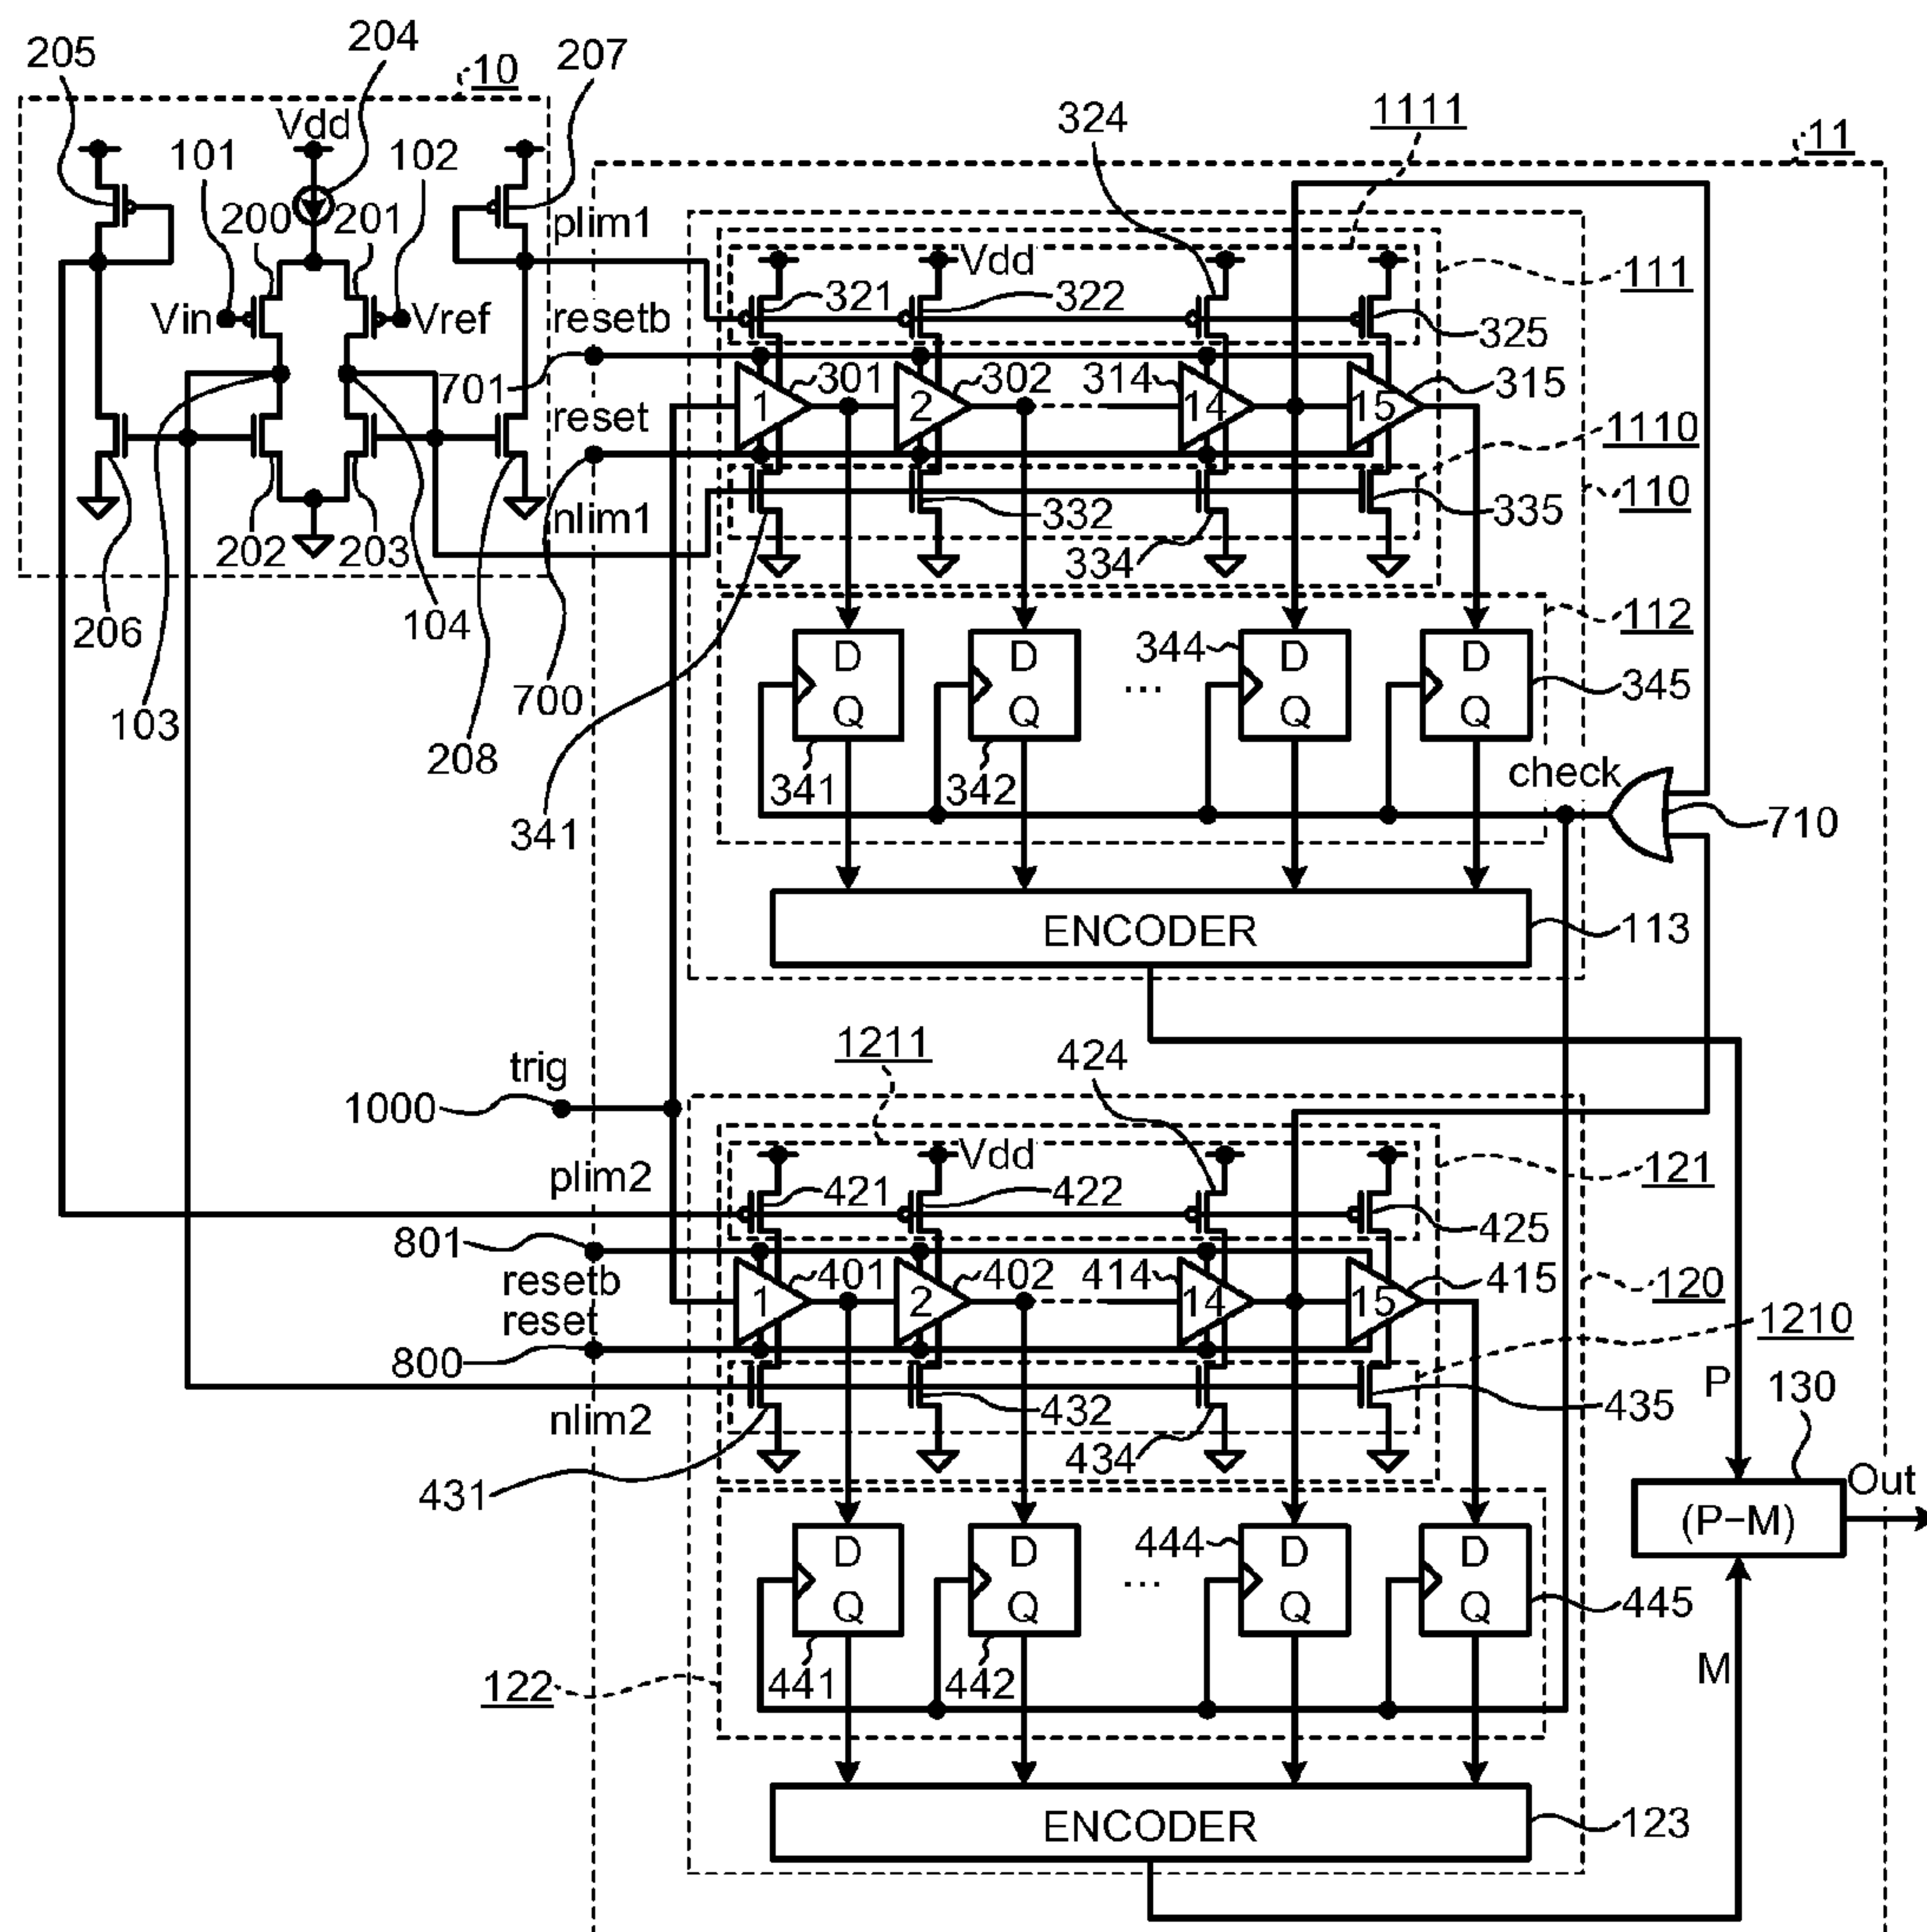 205
204
207
10
101
Vdd
102
200
201
Vin
Vref
206
202
203
103
104
208
plim1
resetb
701
reset
nlim1
700
341
324
1111
11
Vdd
111
321
322
325
1
301
2
302
314
14
15
315
1110
110
332
334
335
112
D
Q
D
Q
344
...
D
Q
D
Q
345
341
342
check
710
ENCODER
113
trig
1000
1211
424
plim2
Vdd
121
421
422
425
801
resetb
reset
800
1
401
2
402
414
14
15
415
120
1210
nlim2
432
434
435
431
P
130
Out
(P−M)
D
Q
D
Q
444
...
D
Q
D
Q
445
441
442
122
M
ENCODER
123